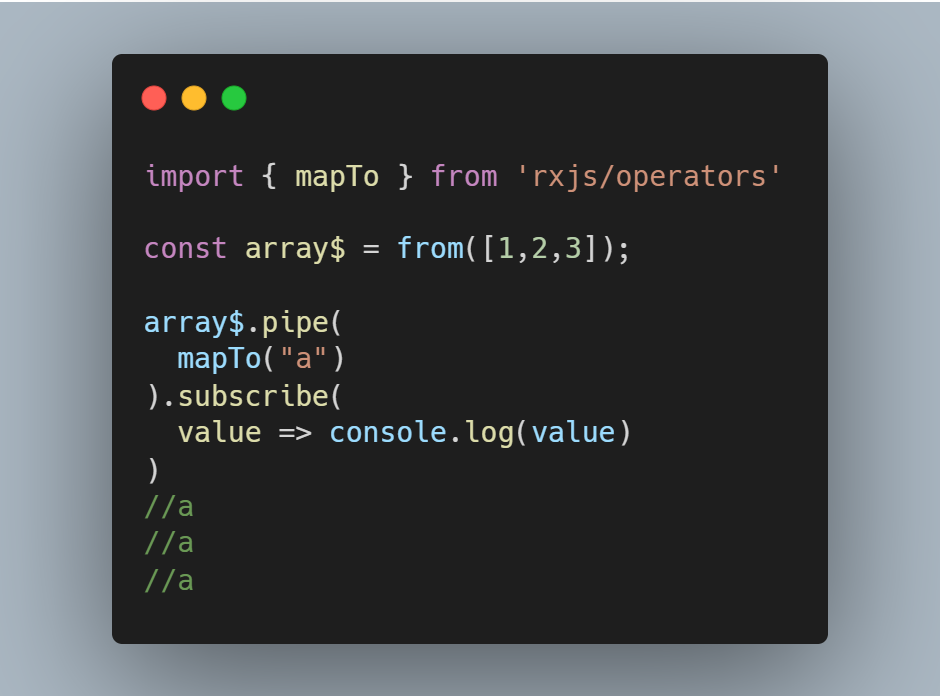 import { mapTo } from 'rxjs/operators'
const array$ = from([1,2,3]);
array$.pipe(
  mapTo("a")
).subscribe(
  value => console.log(value)
)
//a
//a
//a